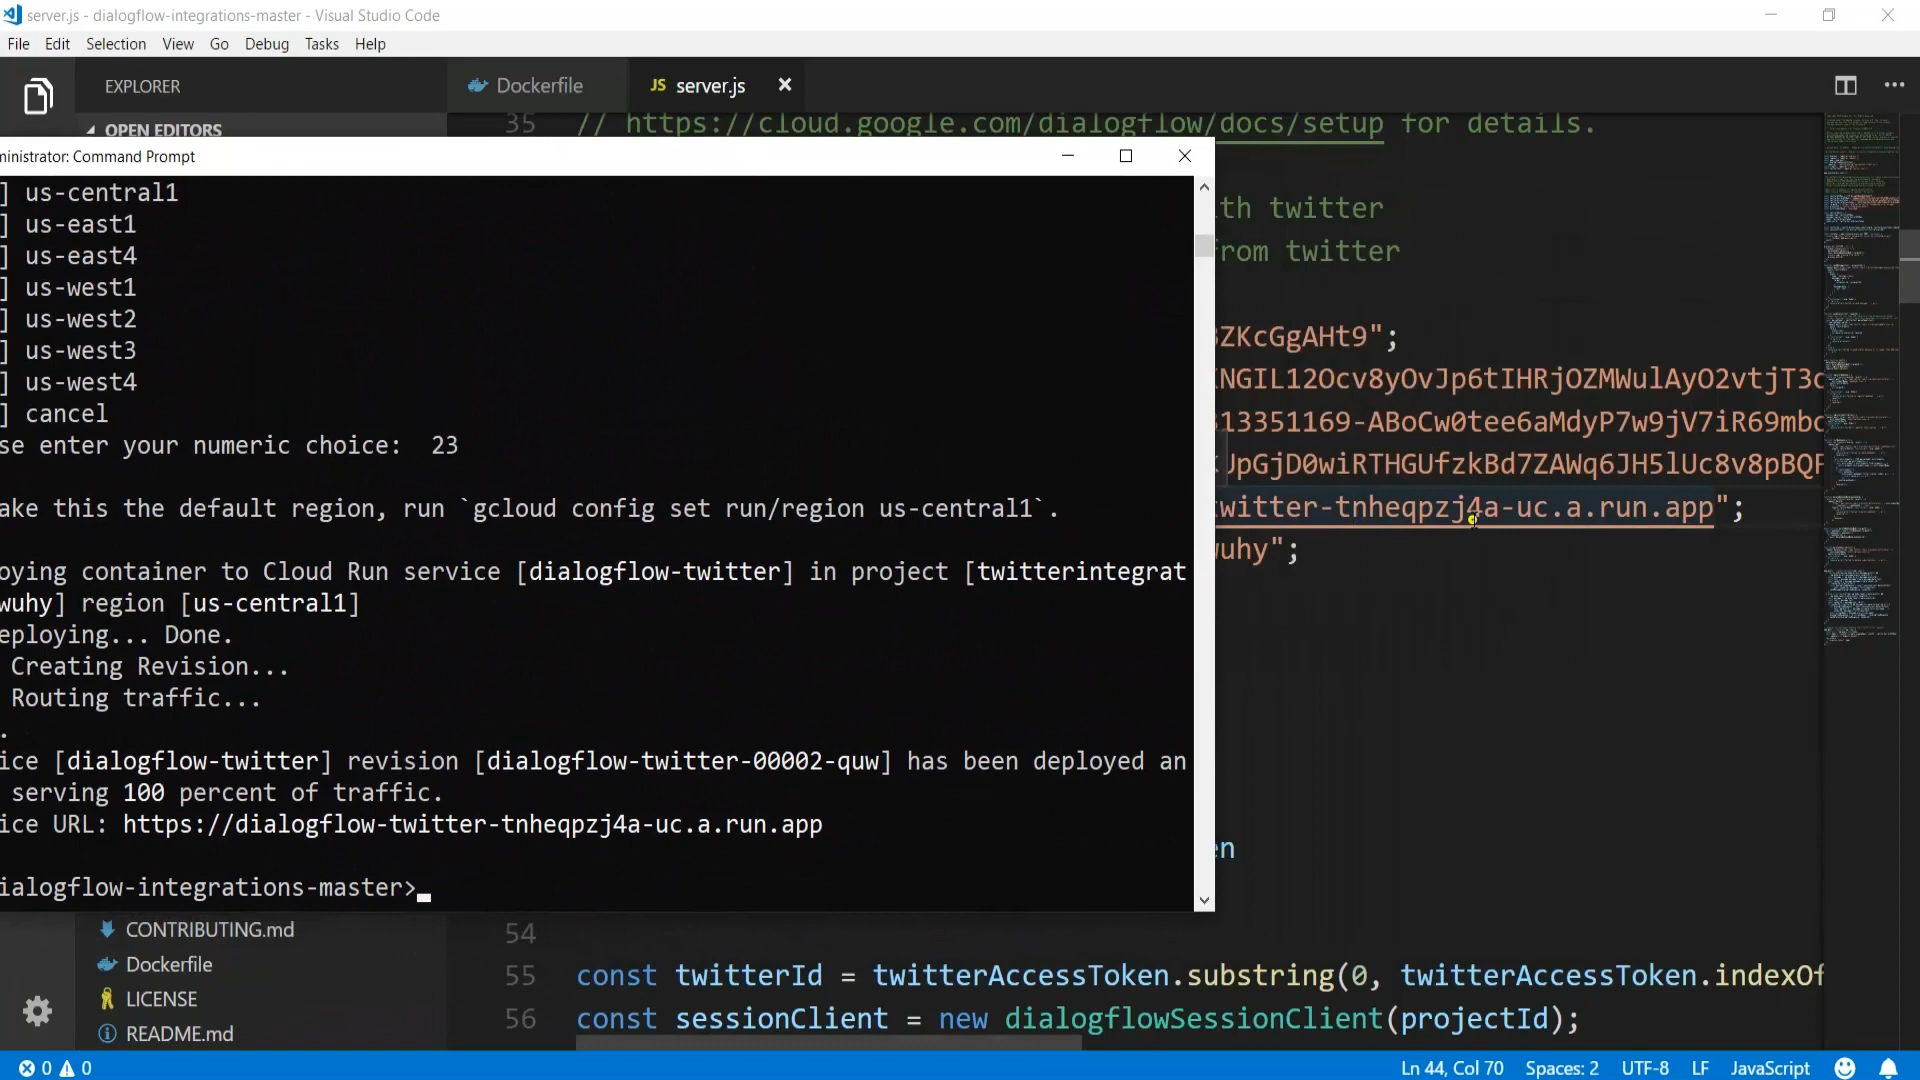 server.js - dialogflow-integrations-master - Visual Studio Code
File Edit Selection View Go Debug Tasks Help
EXPLORER
Dockerfile
JS server.js
OPEN EDITORS
35 // https://cloud.google.com/dialogflow/docs/setup for details.
ministrator: Command Prompt
] us-central1
] us-east1
] us-east4
] us-west1
] us-west2
] us-west3
] us-west4
] cancel
se enter your numeric choice: 23
ake this the default region, run `gcloud config set run/region us-central1`.
oying container to Cloud Run service [dialogflow-twitter] in project [twitterintegrat
wuhy] region [us-central1]
eploying... Done.
Creating Revision...
Routing traffic...
.
ice [dialogflow-twitter] revision [dialogflow-twitter-00002-quw] has been deployed an
serving 100 percent of traffic.
ice URL: https://dialogflow-twitter-tnheqpzj4a-uc.a.run.app
ialogflow-integrations-master>
th twitter
rom twitter
ZKcGgAHt9";
NGIL12Ocv8yOvJp6tIHRjOZMWulAyO2vtjT3c
13351169-ABoCw0tee6aMdyP7w9jV7iR69mbc
UpGjD0wiRTHGUfzkBd7ZAWq6JH5lUc8v8pBQF
twitter-tnheqpzj4a-uc.a.run.app";
wuhy";
en
CONTRIBUTING.md
Dockerfile
LICENSE
README.md
54
55 const twitterId = twitterAccessToken.substring(0, twitterAccessToken.indexOf
56 const sessionClient = new dialogflowSessionClient(projectId);
0 0
Ln 44, Col 70 Spaces: 2 UTF-8 LF JavaScript